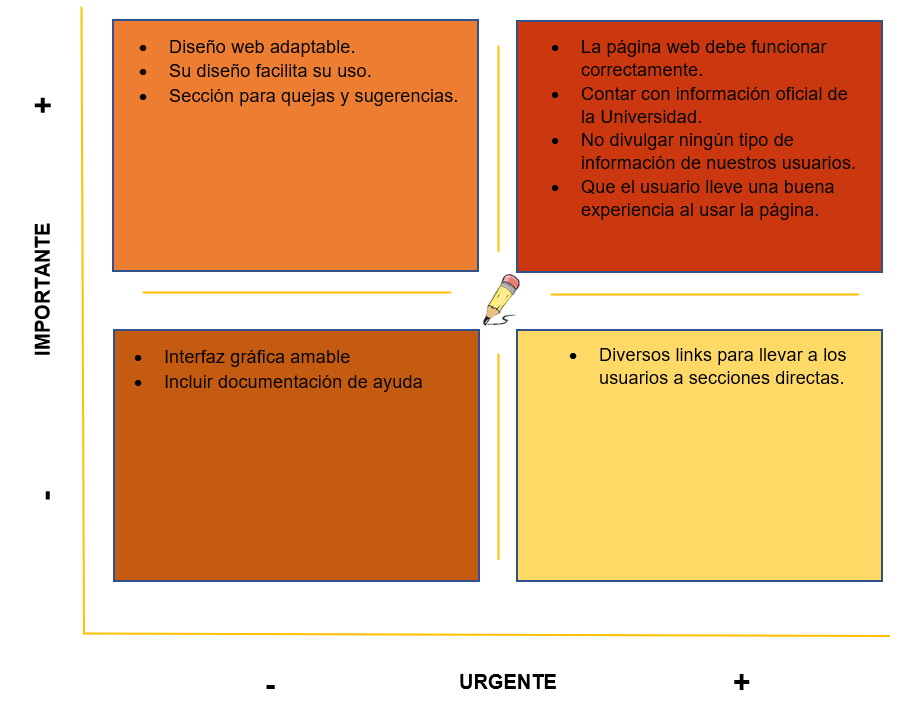 +
IMPORTANTE
-
• Diseño web adaptable.
• Su diseño facilita su uso.
• Sección para quejas y sugerencias.
• La página web debe funcionar
correctamente.
• Contar con información oficial de
la Universidad.
• No divulgar ningún tipo de
información de nuestros usuarios.
• Que el usuario lleve una buena
experiencia al usar la página.
• Interfaz gráfica amable
• Incluir documentación de ayuda
• Diversos links para llevar a los
usuarios a secciones directas.
- URGENTE +